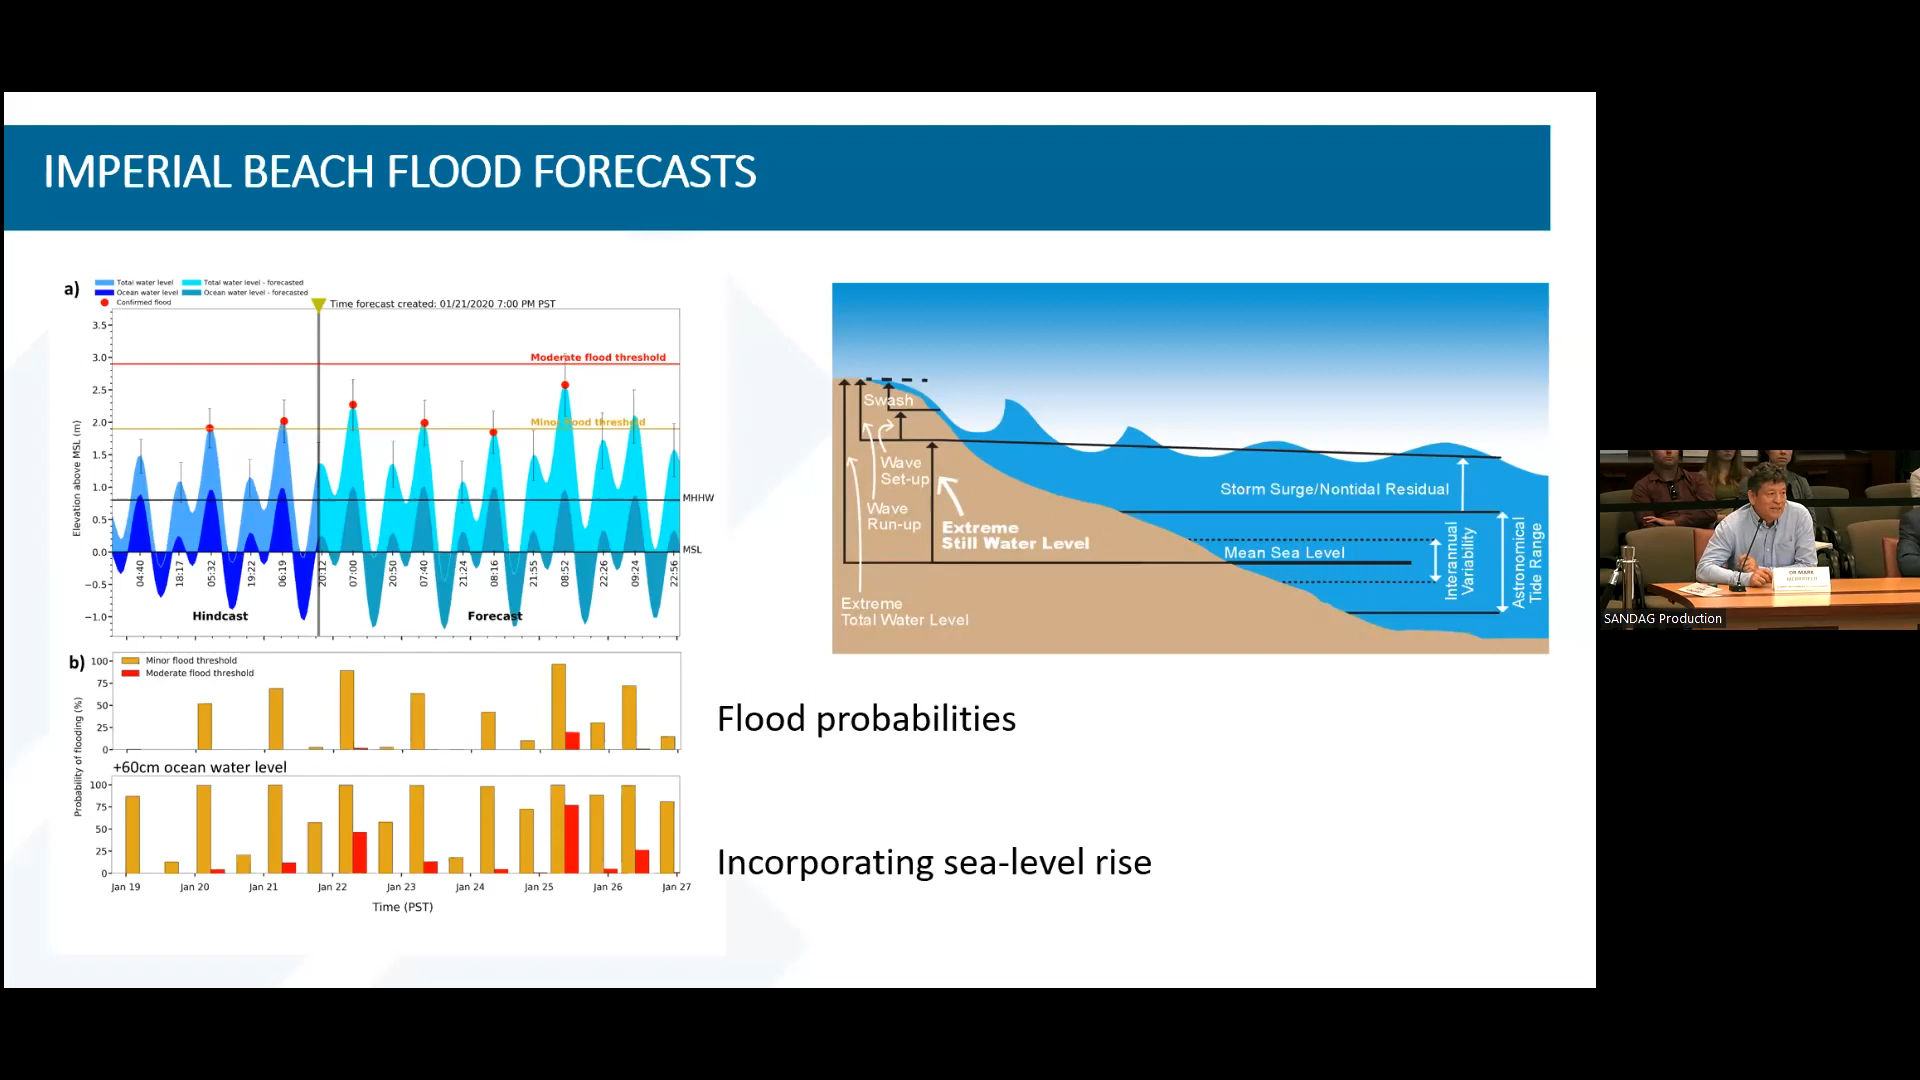 IMPERIAL BEACH FLOOD FORECASTS
a)
Total water level
Total water level - forecasted
Ocean water level
Ocean water level - forecasted
Confirmed flood
Time forecast created: 01/21/2020 7:00 PM PST
3.5
3.0
2.5
2.0
1.5
1.0
0.5
0.0
−0.5
−1.0
Elevation above MSL (m)
Moderate flood threshold
Minor flood threshold
MHHW
MSL
04:40
18:17
05:32
19:22
06:19
20:12
07:00
20:50
07:40
21:24
08:16
21:55
08:52
22:26
09:24
22:56
Hindcast
Forecast
b)
Minor flood threshold
Moderate flood threshold
100
75
50
25
0
Probability of flooding (%)
+60cm ocean water level
100
75
50
25
0
Jan 19
Jan 20
Jan 21
Jan 22
Jan 23
Jan 24
Jan 25
Jan 26
Jan 27
Time (PST)
Swash
Wave
Set-up
Wave
Run-up
Extreme
Still Water Level
Extreme
Total Water Level
Storm Surge/Nontidal Residual
Mean Sea Level
Interannual
Variability
Astronomical
Tide Range
Flood probabilities
Incorporating sea-level rise
DR MARK
MERRIFIELD
SANDAG Production